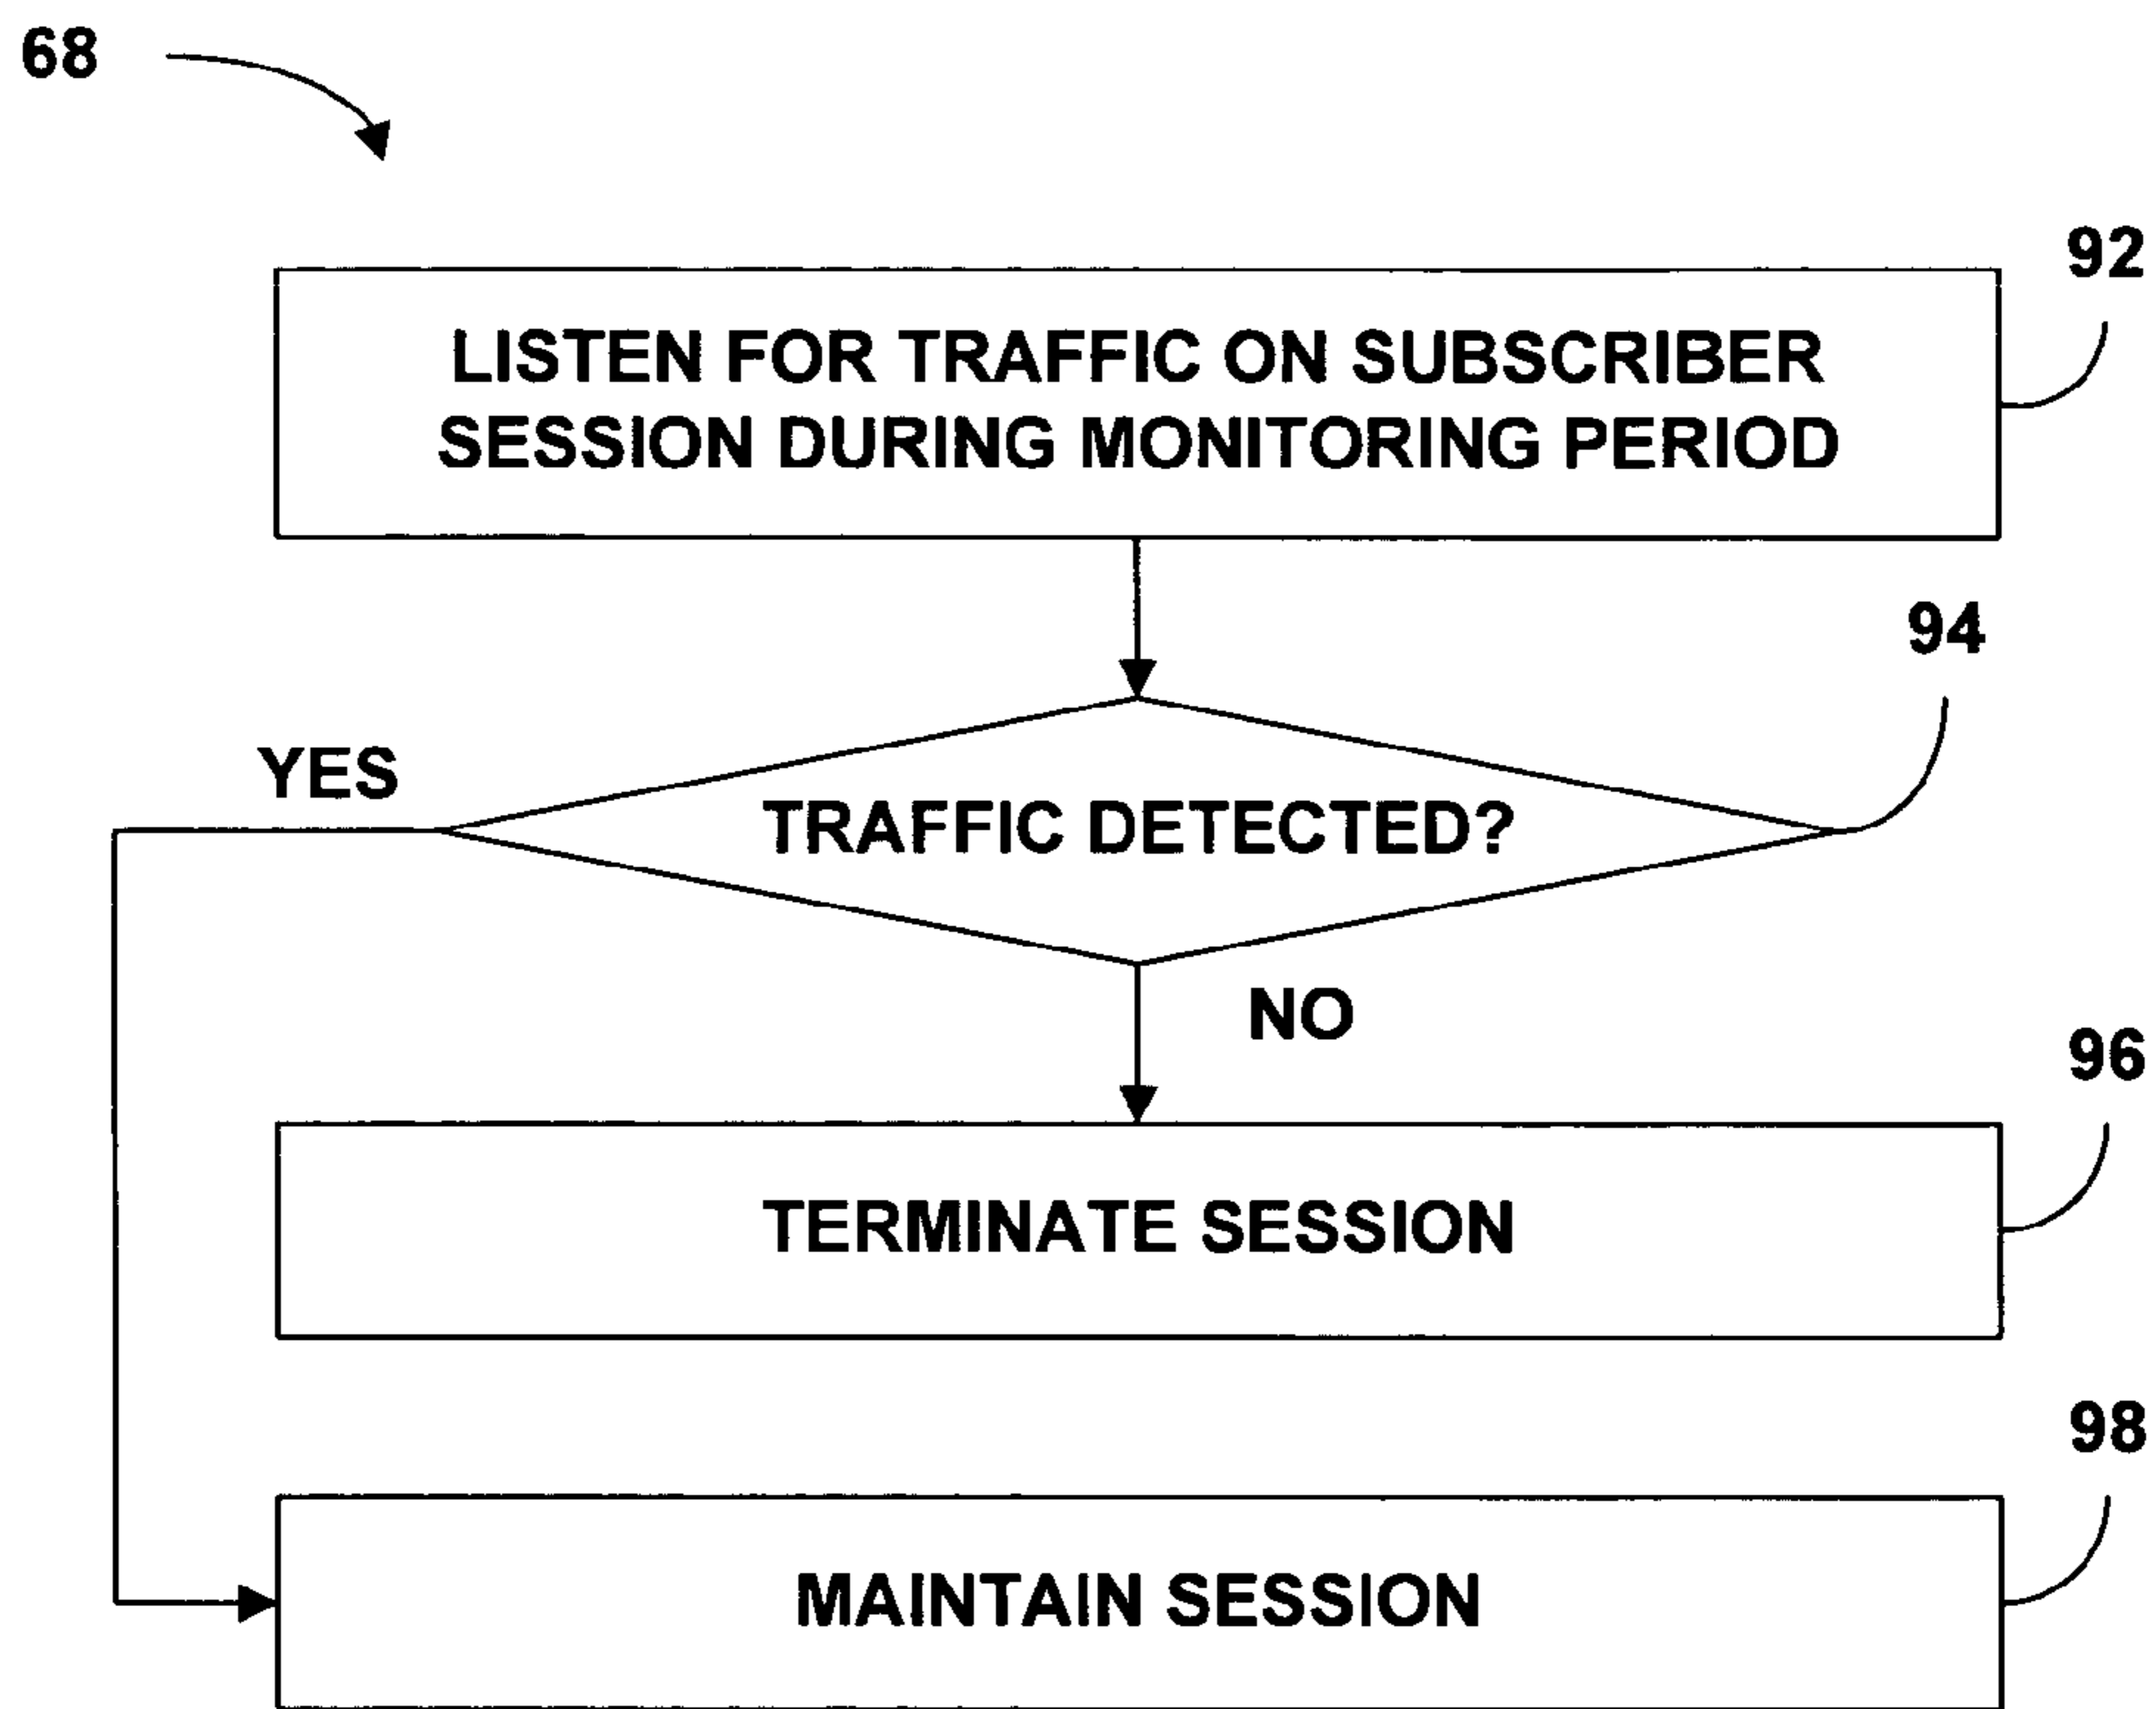 68
92
LISTEN FOR TRAFFIC ON SUBSCRIBER
SESSION DURING MONITORING PERIOD
94
YES
TRAFFIC DETECTED?
NO
96
TERMINATE SESSION
98
MAINTAIN SESSION